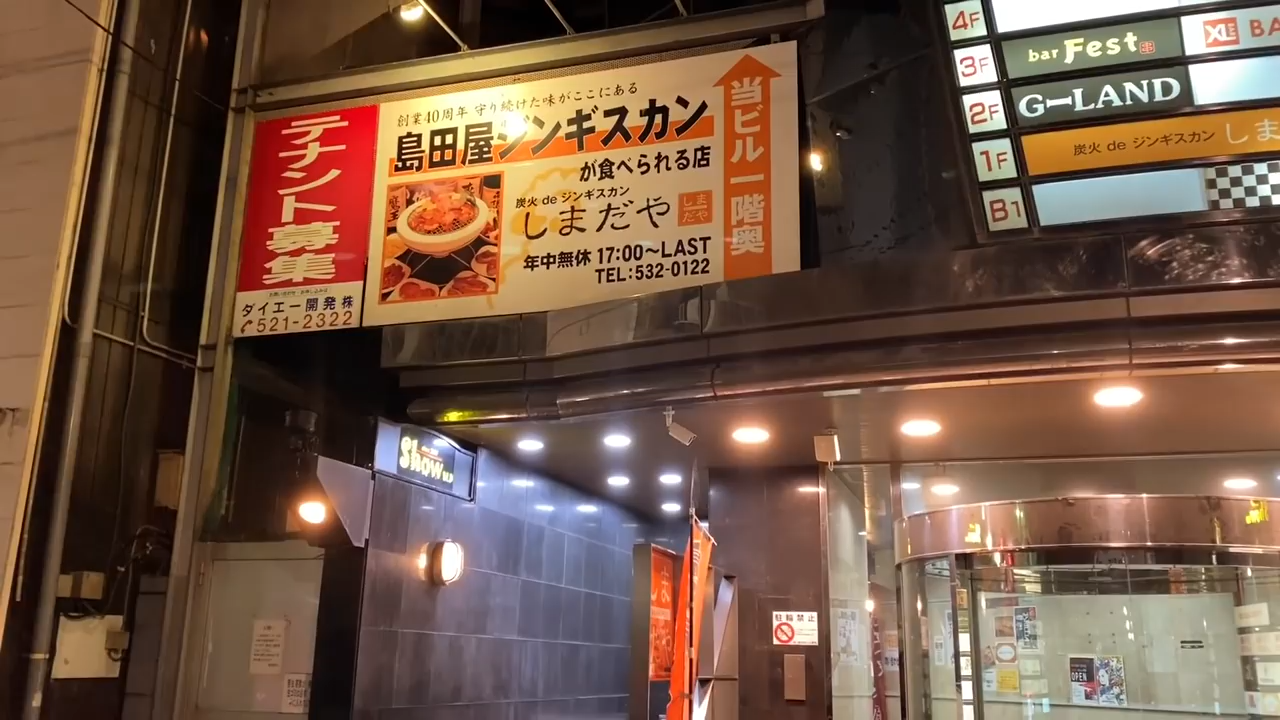 テナント募集
ダイエー開発株
521-2322
創業40周年 守り続けた味がここにある
島田屋ジンギスカン
が食べられる店
炭火 de ジンギスカン
しまだや
しま
だや
年中無休 17:00〜LAST
TEL:532-0122
当ビル一階奥
4F
3F
bar Fest
XLE BA
2F
G-LAND
1F
炭火 de ジンギスカン しま
B1
Show
しま
駐輪禁止
OPEN